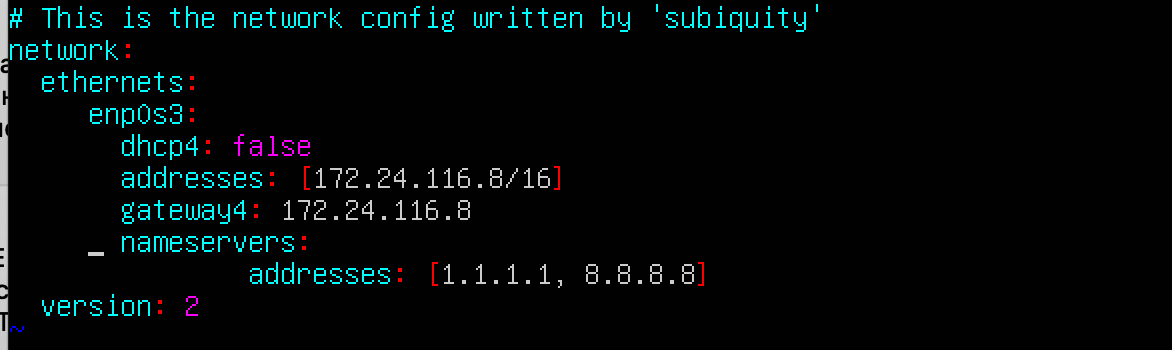 # This is the network config written by 'subiquity'
network:
  ethernets:
     enp0s3:
       dhcp4: false
       addresses: [172.24.116.8/16]
       gateway4: 172.24.116.8
       nameservers:
               addresses: [1.1.1.1, 8.8.8.8]
  version: 2
~